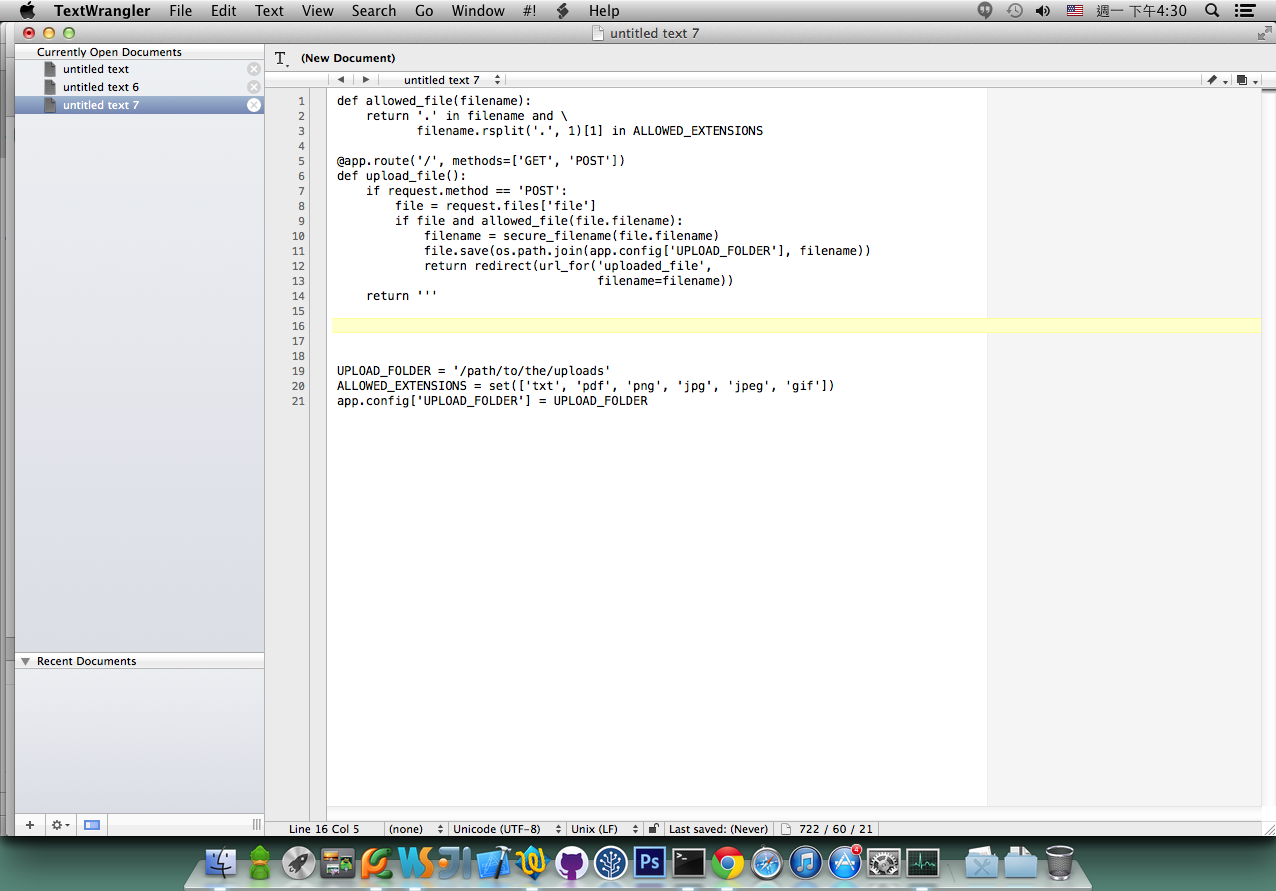 TextWrangler File Edit Text View Search Go Window #! Help 週一 下午4:30
untitled text 7
Currently Open Documents
untitled text
untitled text 6
untitled text 7
T. (New Document)
untitled text 7
1 def allowed_file(filename):
2     return '.' in filename and \
3            filename.rsplit('.', 1)[1] in ALLOWED_EXTENSIONS
4
5 @app.route('/', methods=['GET', 'POST'])
6 def upload_file():
7     if request.method == 'POST':
8         file = request.files['file']
9         if file and allowed_file(file.filename):
10             filename = secure_filename(file.filename)
11             file.save(os.path.join(app.config['UPLOAD_FOLDER'], filename))
12             return redirect(url_for('uploaded_file',
13                                     filename=filename))
14     return '''
15
16
17
18
19 UPLOAD_FOLDER = '/path/to/the/uploads'
20 ALLOWED_EXTENSIONS = set(['txt', 'pdf', 'png', 'jpg', 'jpeg', 'gif'])
21 app.config['UPLOAD_FOLDER'] = UPLOAD_FOLDER
Recent Documents
Line 16 Col 5 (none) Unicode (UTF-8) Unix (LF) Last saved: (Never) 722 / 60 / 21
WS Ps 4